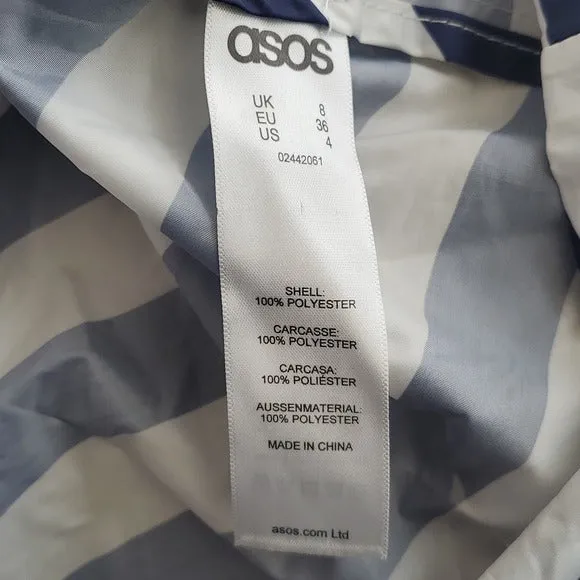 asos
UK 8
EU 36
US 4
02442061
SHELL:
100% POLYESTER
CARCASSE:
100% POLYESTER
CARCASA:
100% POLIÉSTER
AUSSENMATERIAL:
100% POLYESTER
MADE IN CHINA
asos.com Ltd